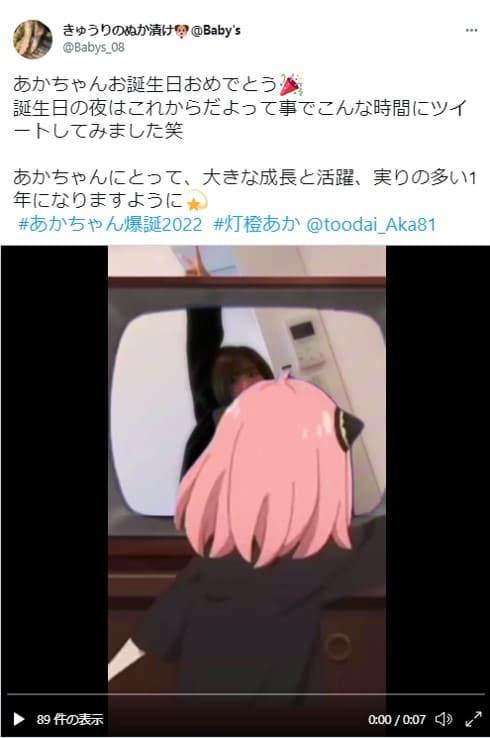 きゅうりのぬか漬け🐶@Baby's
@Babys_08
あかちゃんお誕生日おめでとう🎉
誕生日の夜はこれからだよって事でこんな時間にツイ
ートしてみました笑
あかちゃんにとって、大きな成長と活躍、実りの多い1
年になりますように💫
#あかちゃん爆誕2022 #灯橙あか @toodai_Aka81
89 件の表示
0:00 / 0:07